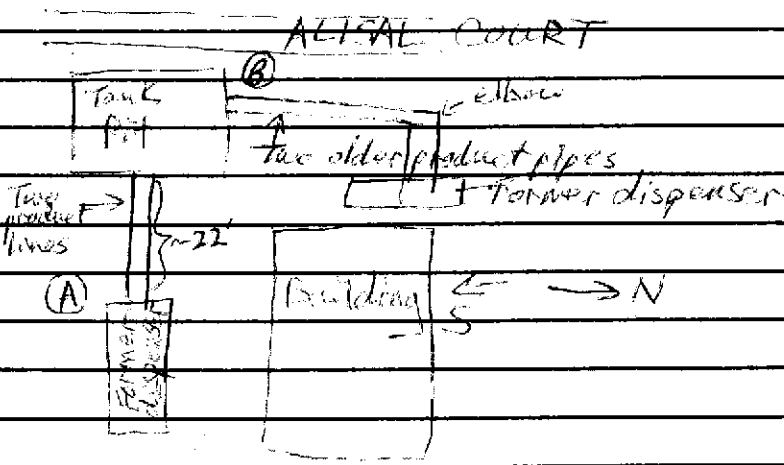 ALISAL COURT
B
Tank
Pit
elbow
two older product pipes
Former dispenser
Two
product
lines
~22'
A
Building
S
N
Former
dispenser